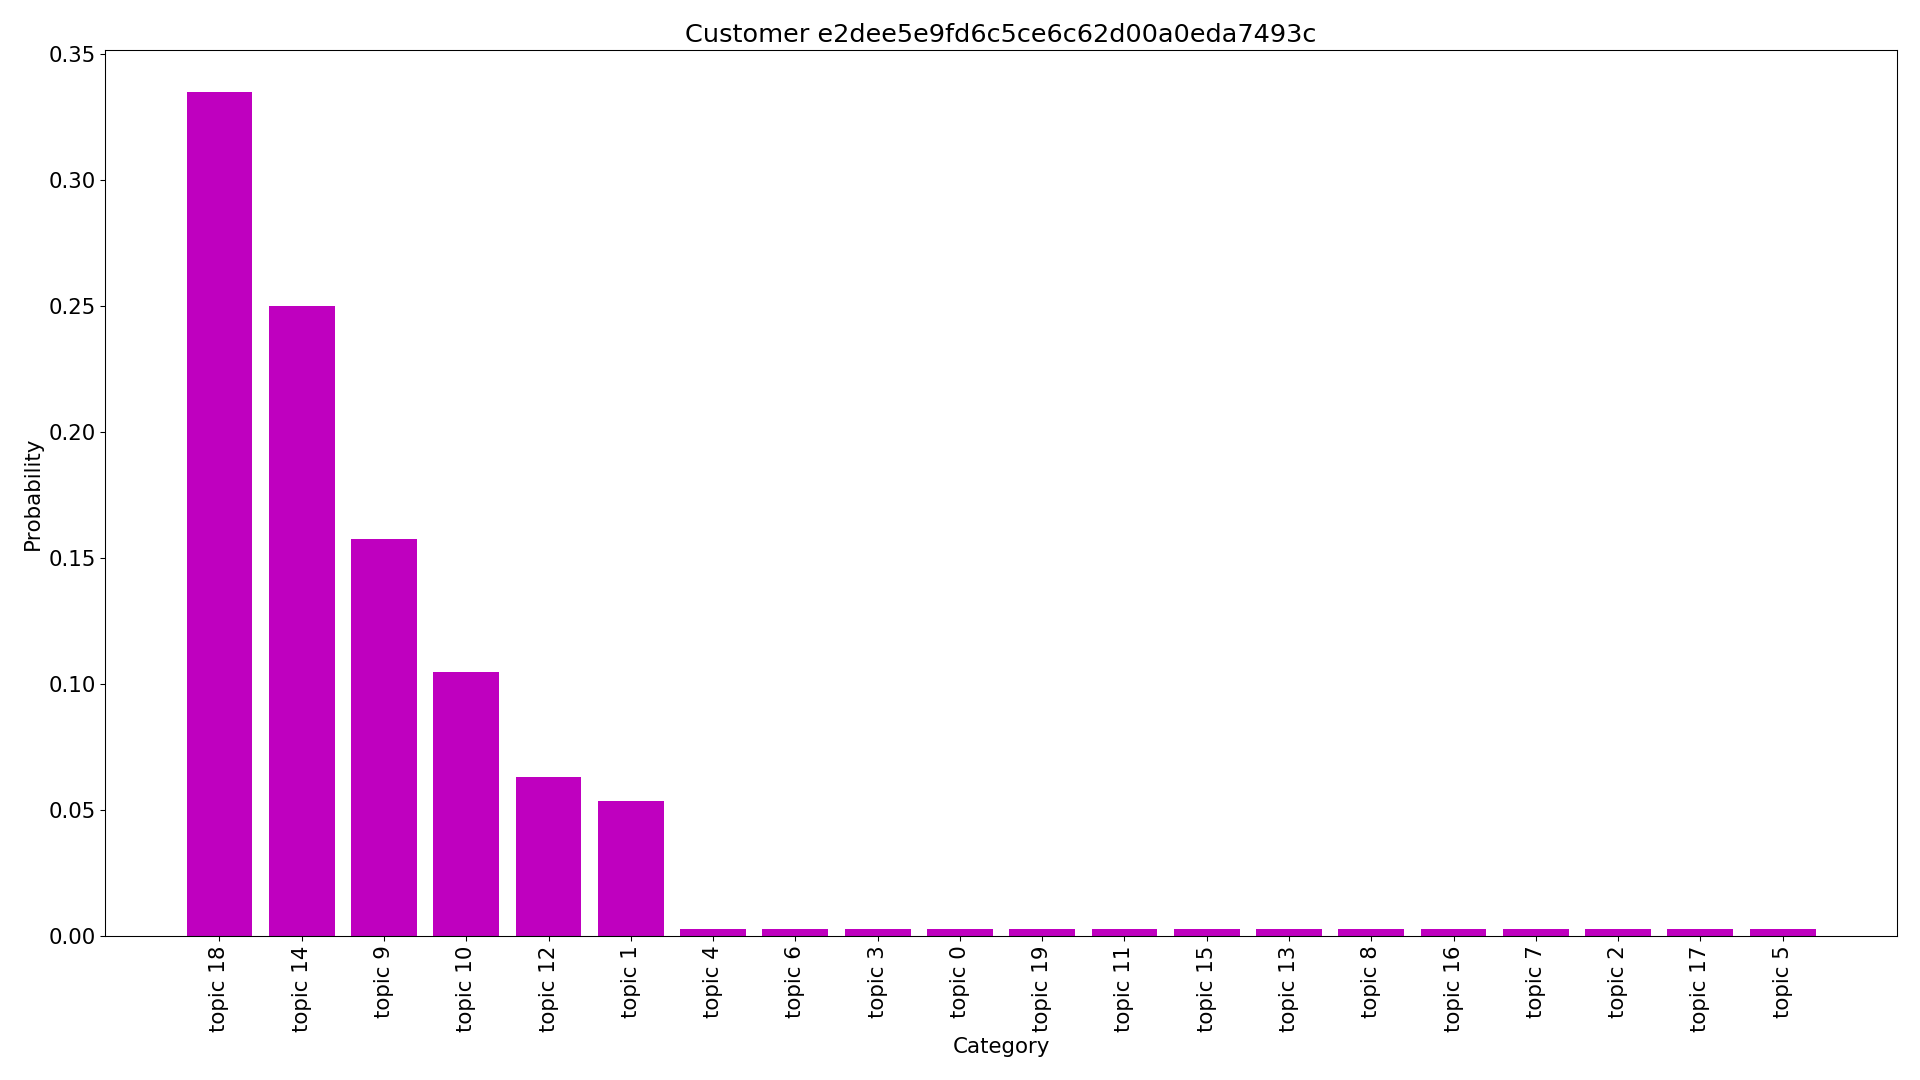 Customer e2dee5e9fd6c5ce6c62d00a0eda7493c
0.35
0.30
0.25
0.20
0.15
0.10
0.05
0.00
Probability
topic 18
topic 14
topic 9
topic 10
topic 12
topic 1
topic 4
topic 6
topic 3
topic 0
topic 19
topic 11
topic 15
topic 13
topic 8
topic 16
topic 7
topic 2
topic 17
topic 5
Category